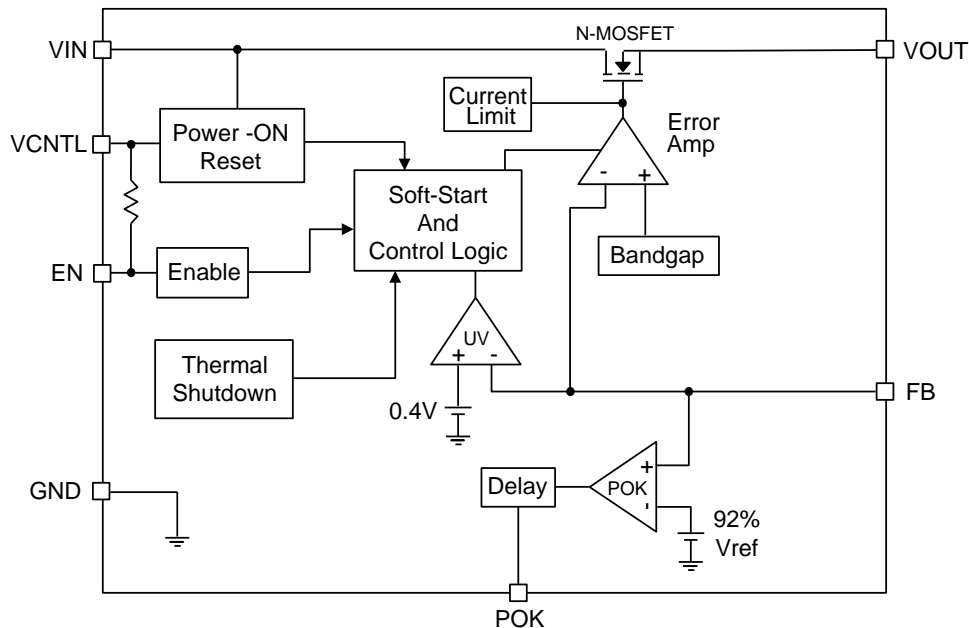 N-MOSFET
VIN
VOUT
Current
Limit
Error
Amp
VCNTL
Power -ON
Reset
- +
Soft-Start
And
Control Logic
Bandgap
EN
Enable
UV
+ -
Thermal
Shutdown
0.4V
FB
GND
Delay
POK
+
-
92%
Vref
POK